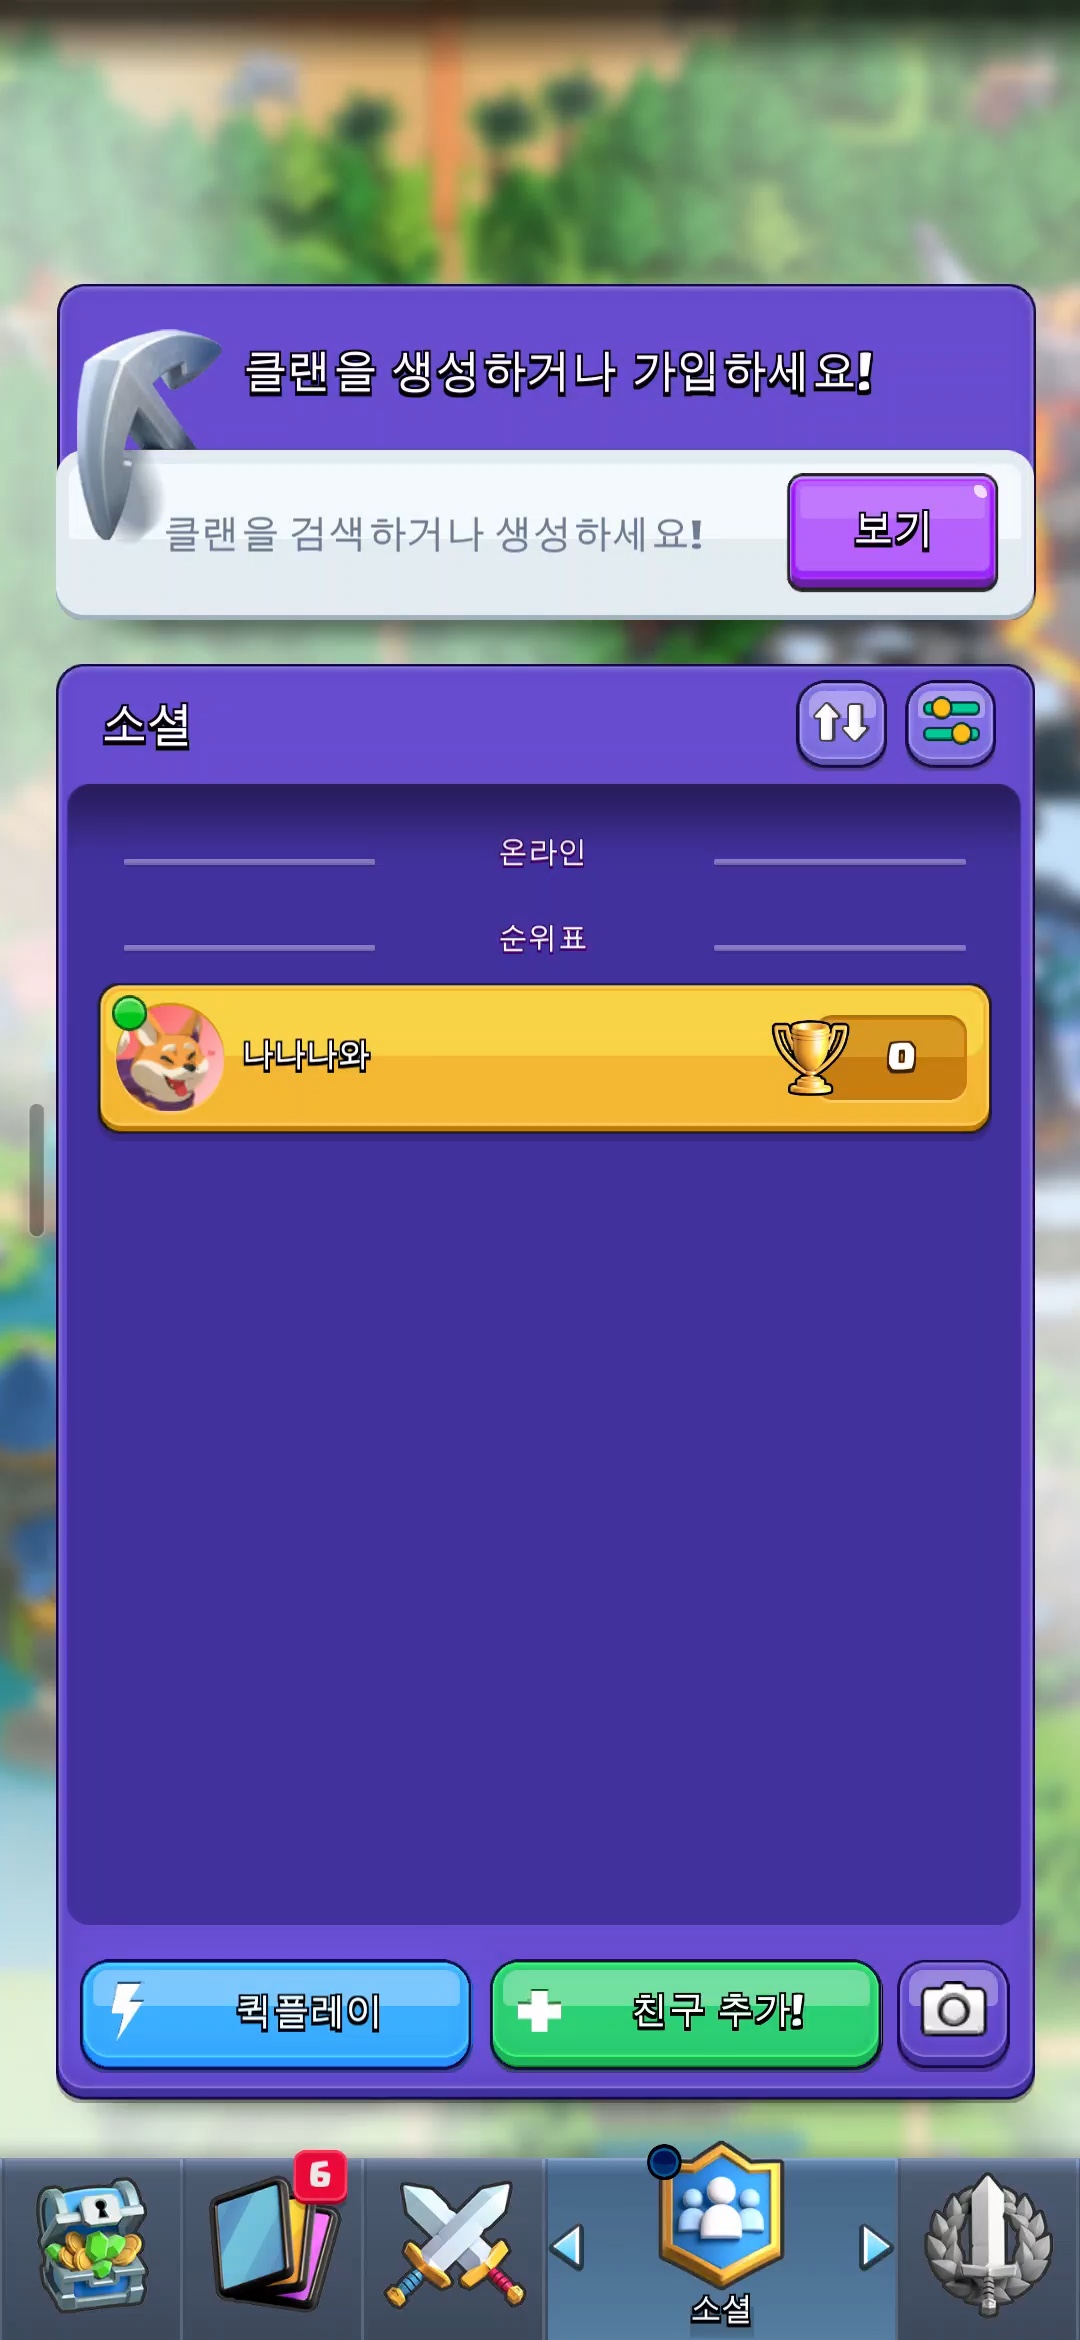 클랜을 생성하거나 가입하세요!
클랜을 검색하거나 생성하세요!
보기
소셜
온라인
순위표
나나나와
0
퀵플레이
친구 추가!
6
소셜